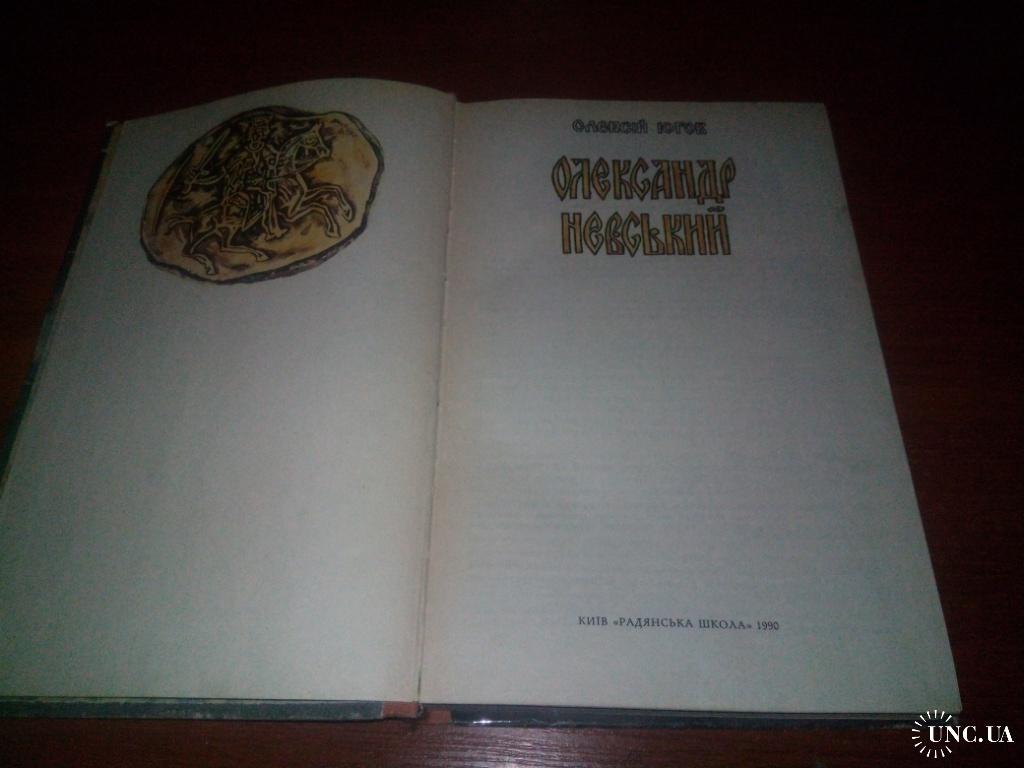 ОЛЕКСІЙ ЮГОВ
ОЛЕКСАНДР
НЕВСЬКИЙ
КИЇВ «РАДЯНСЬКА ШКОЛА» 1990
UNC.UA